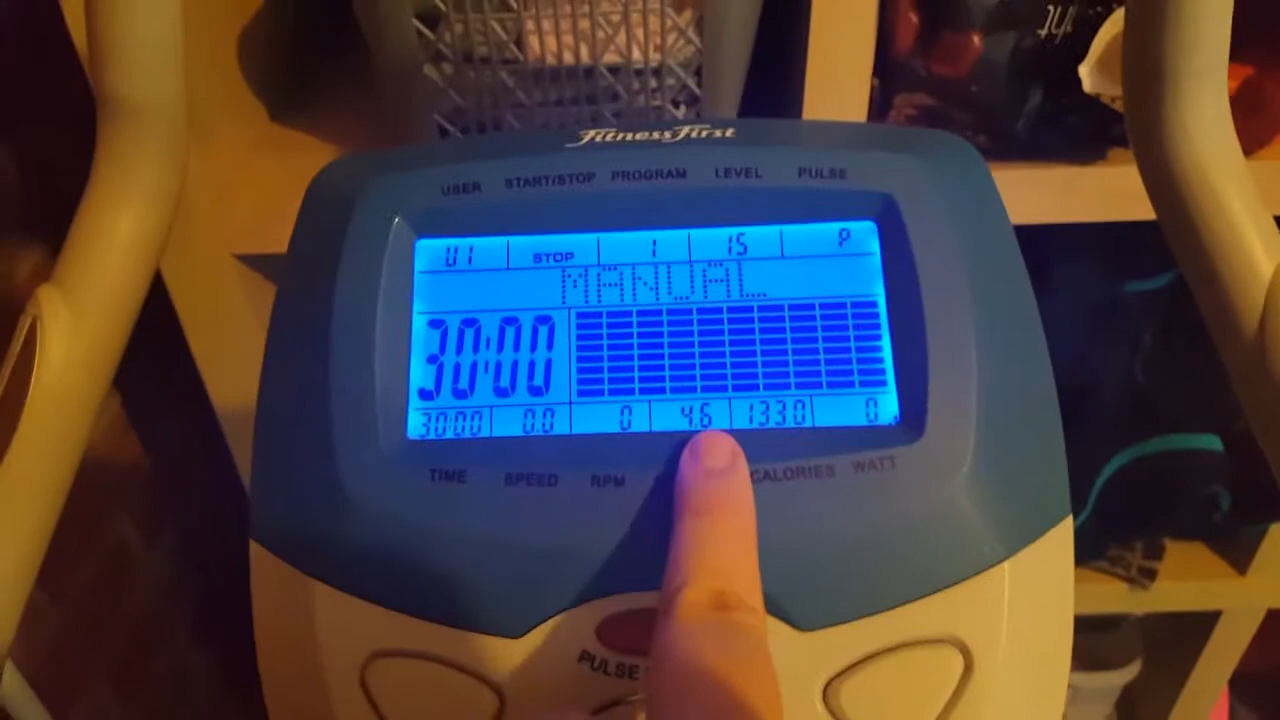 FitnessFirst
USER START/STOP PROGRAM LEVEL PULSE
U1 STOP 1 15 P
MANUAL
30:00
30:00 0.0 0 4.6 133.0 0
TIME SPEED RPM CALORIES WATT
PULSE